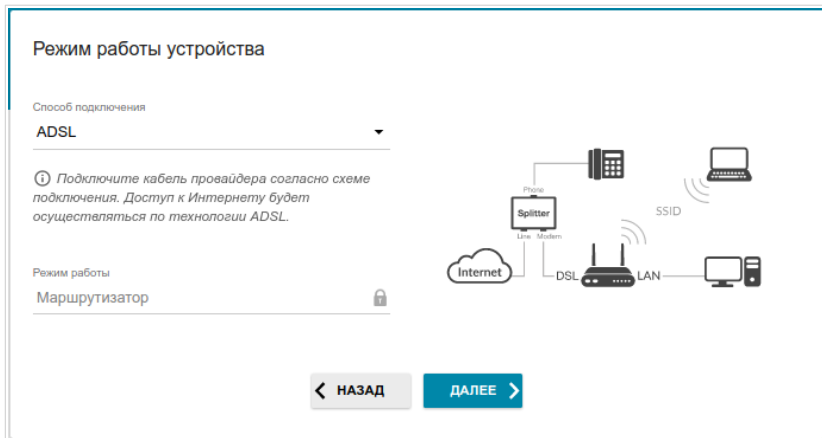 Режим работы устройства
Способ подключения
ADSL
Подключите кабель провайдера согласно схеме
подключения. Доступ к Интернету будет
осуществляться по технологии ADSL.
Режим работы
Маршрутизатор
Phone
Splitter
Line Modem
SSID
Internet
DSL
LAN
НАЗАД
ДАЛЕЕ